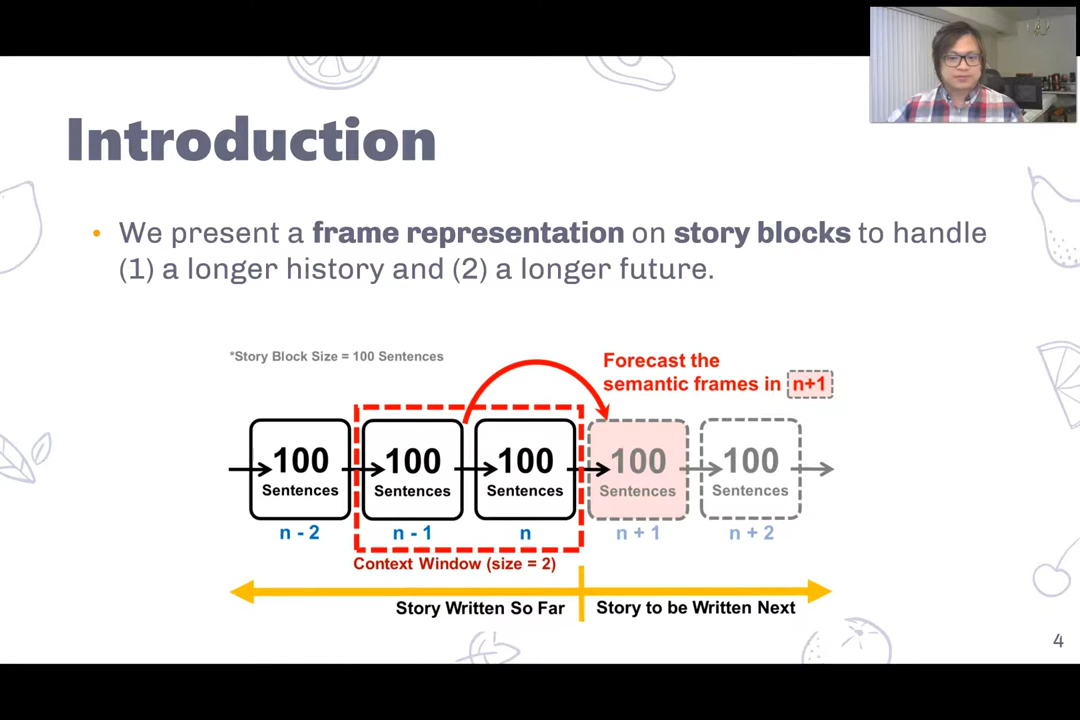 Introduction
• We present a frame representation on story blocks to handle
(1) a longer history and (2) a longer future.
*Story Block Size = 100 Sentences
Forecast the
semantic frames in n+1
100 100 100 100 100
Sentences Sentences Sentences Sentences Sentences
n - 2 n - 1 n n + 1 n + 2
Context Window (size = 2)
Story Written So Far Story to be Written Next
4